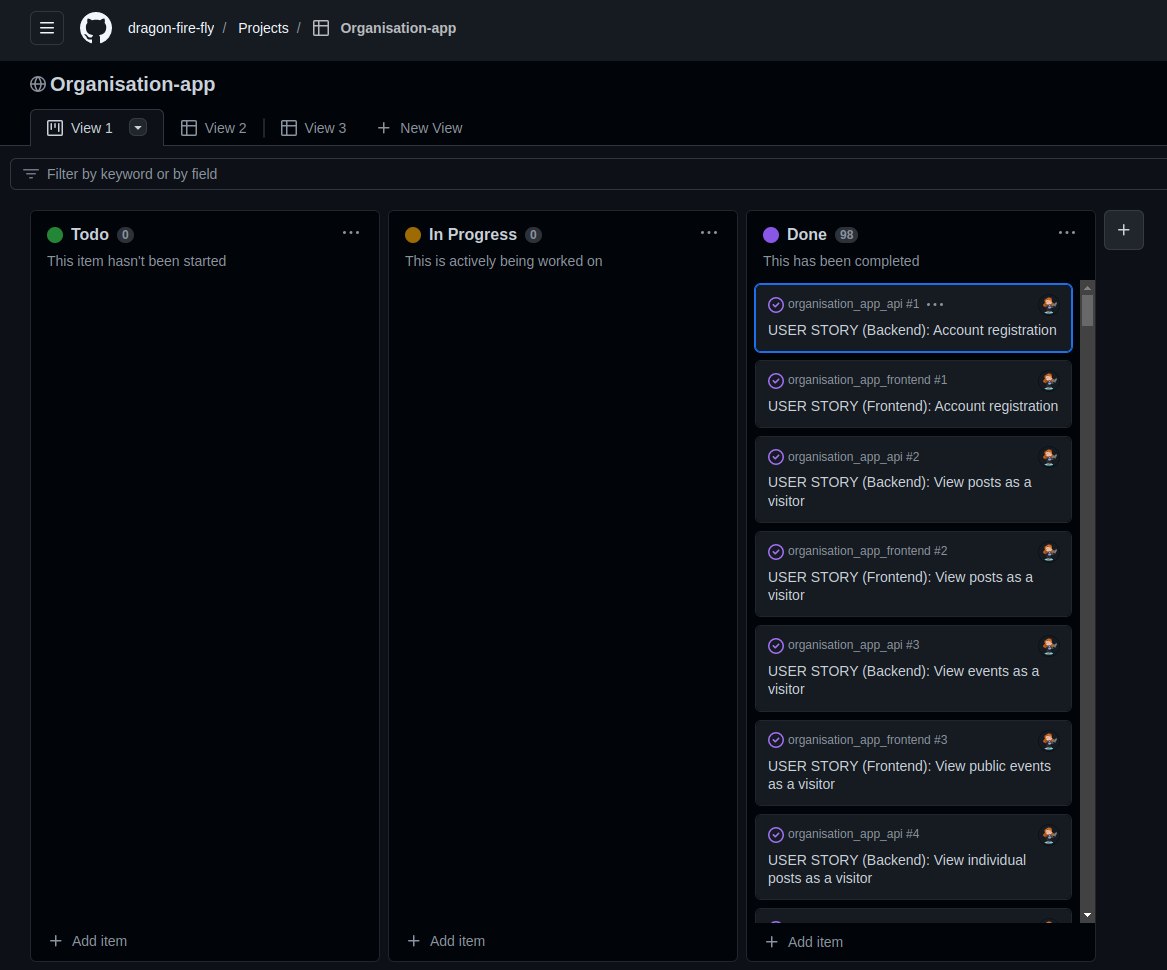 dragon-fire-fly / Projects / Organisation-app
Organisation-app
View 1 View 2 View 3 New View
Filter by keyword or by field
Todo 0
This item hasn't been started
Add item
In Progress 0
This is actively being worked on
Add item
Done 98
This has been completed
organisation_app_api #1
USER STORY (Backend): Account registration
organisation_app_frontend #1
USER STORY (Frontend): Account registration
organisation_app_api #2
USER STORY (Backend): View posts as a
visitor
organisation_app_frontend #2
USER STORY (Frontend): View posts as a
visitor
organisation_app_api #3
USER STORY (Backend): View events as a
visitor
organisation_app_frontend #3
USER STORY (Frontend): View public events
as a visitor
organisation_app_api #4
USER STORY (Backend): View individual
posts as a visitor
Add item